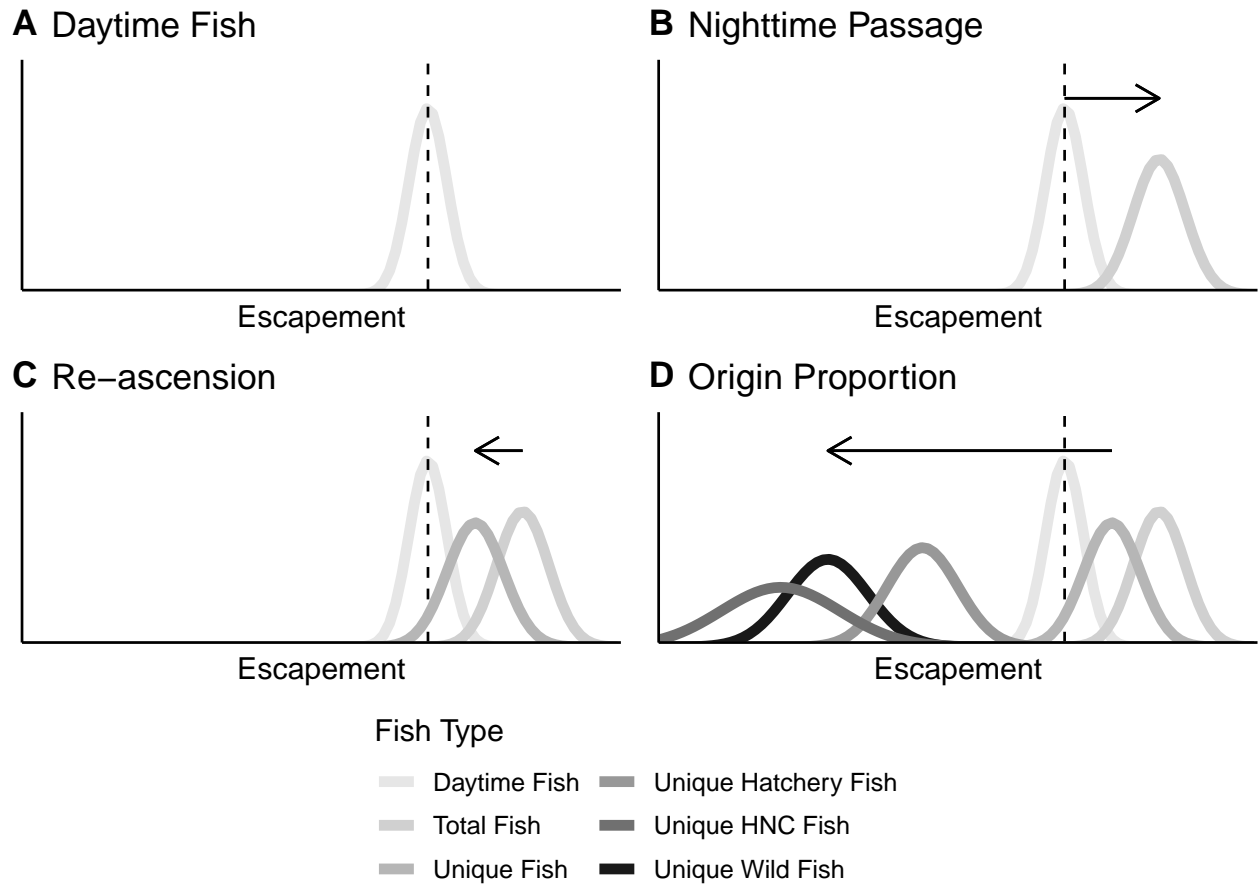 A Daytime Fish
Escapement
B Nighttime Passage
Escapement
C Re−ascension
Escapement
D Origin Proportion
Escapement
Fish Type
Daytime Fish
Total Fish
Unique Fish
Unique Hatchery Fish
Unique HNC Fish
Unique Wild Fish